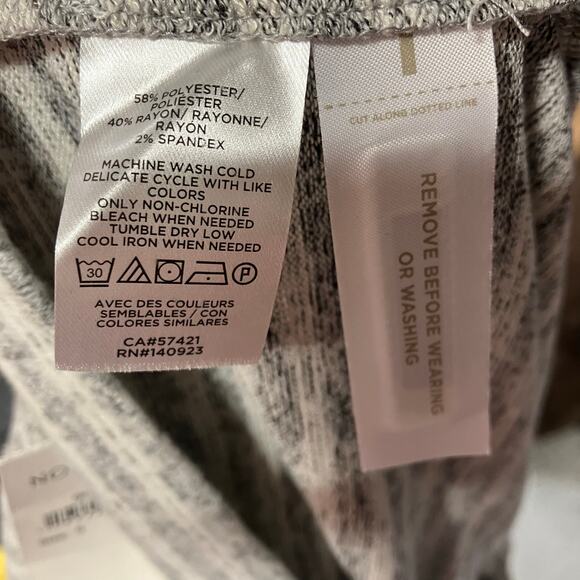 58% POLYESTER/
POLIÉSTER
40% RAYON/ RAYONNE/
RAYON
2% SPANDEX
MACHINE WASH COLD
DELICATE CYCLE WITH LIKE
COLORS
ONLY NON-CHLORINE
BLEACH WHEN NEEDED
TUMBLE DRY LOW
COOL IRON WHEN NEEDED
30 P
AVEC DES COULEURS
SEMBLABLES / CON
COLORES SIMILARES
CA#57421
RN#140923
CUT ALONG DOTTED LINE
REMOVE BEFORE WEARING
OR WASHING